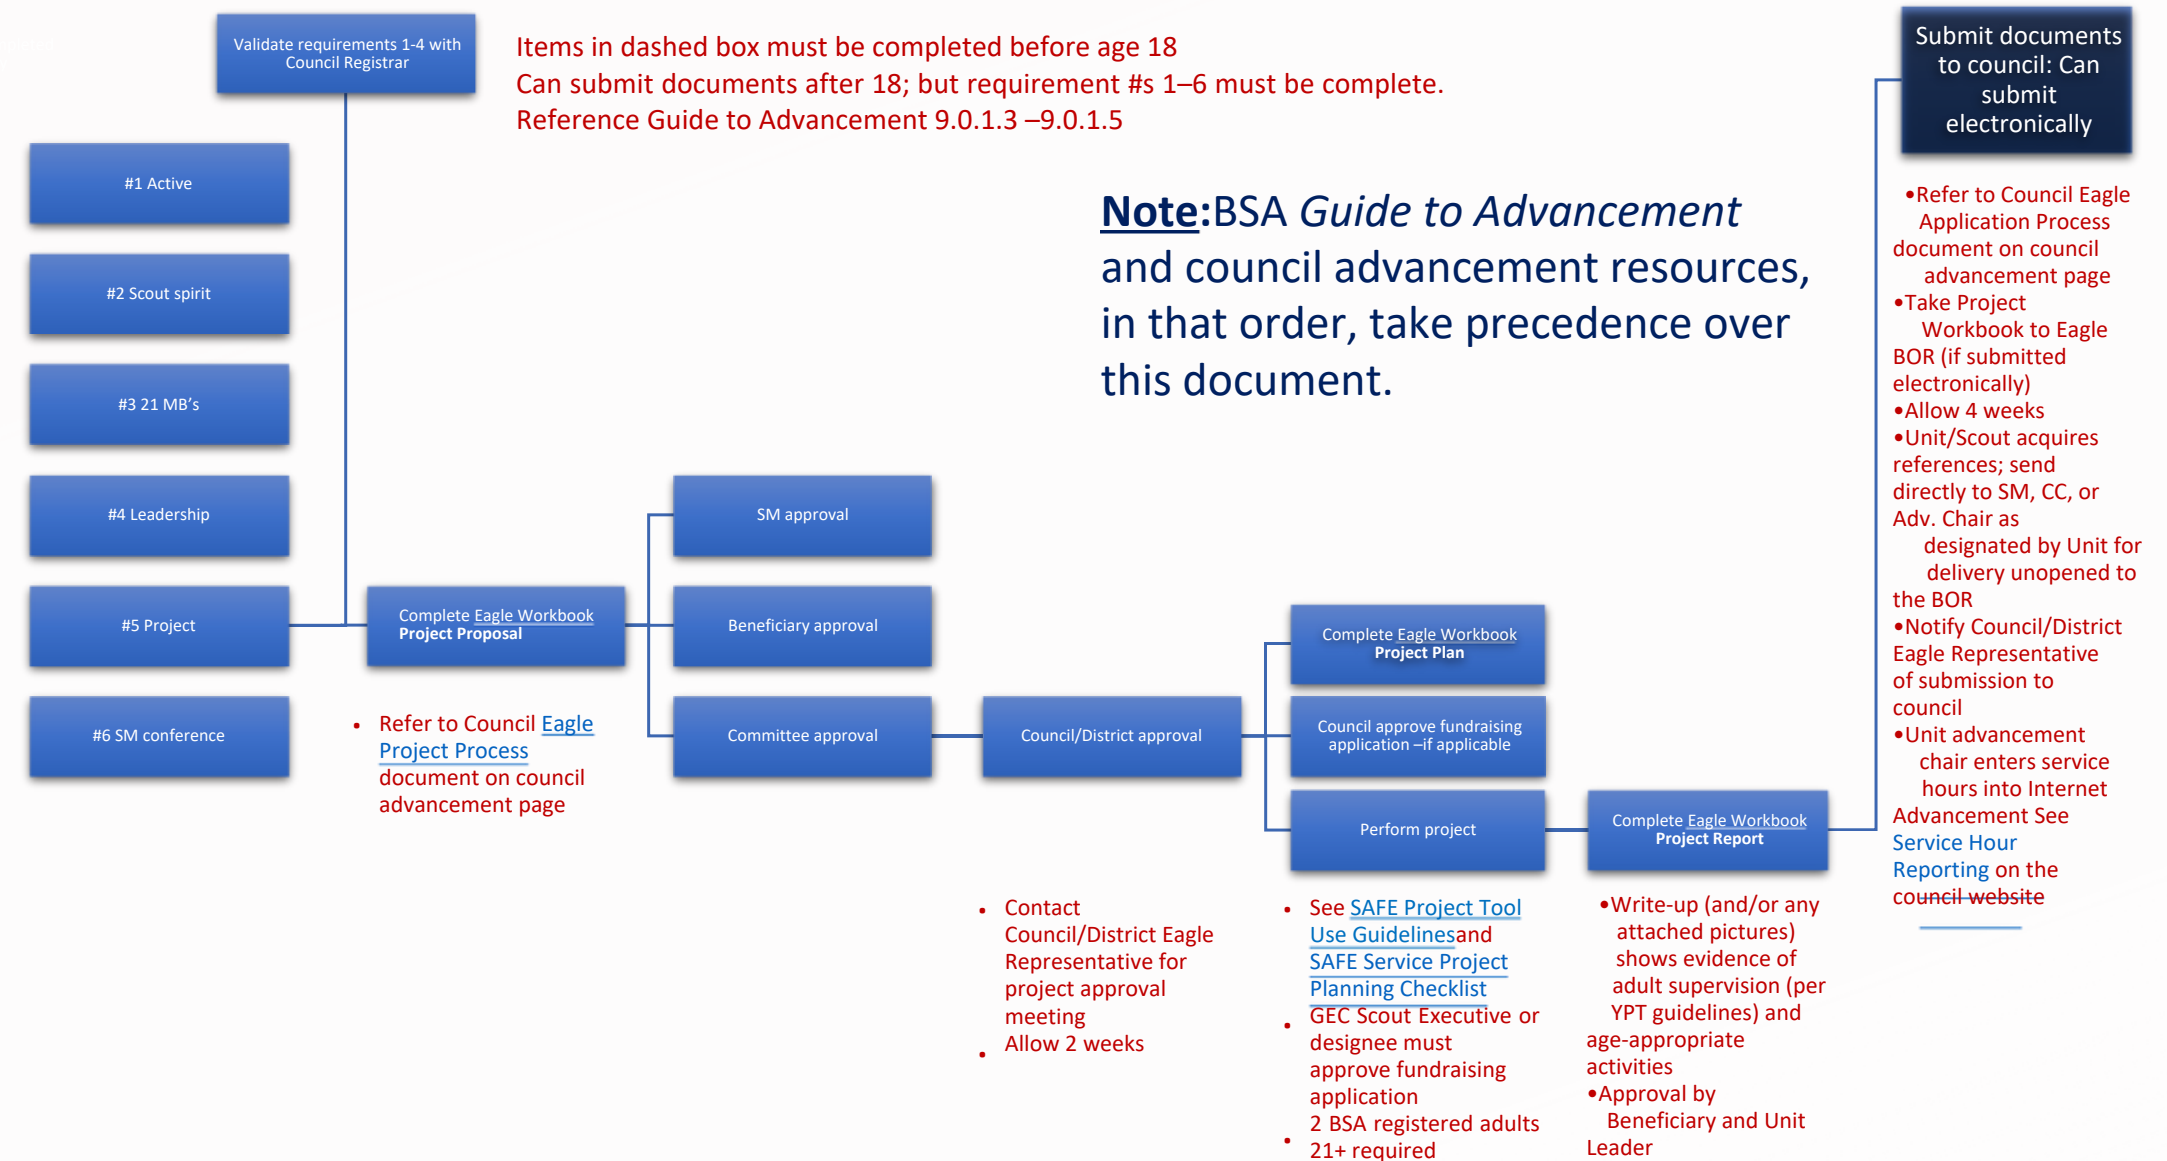 Validate requirements 1-4 with
Council Registrar
Items in dashed box must be completed before age 18
Can submit documents after 18; but requirement #s 1–6 must be complete.
Reference Guide to Advancement 9.0.1.3 –9.0.1.5
Submit documents
to council: Can
submit
electronically
Note:BSA Guide to Advancement
and council advancement resources,
in that order, take precedence over
this document.
#1 Active
#2 Scout spirit
#3 21 MB’s
#4 Leadership
#5 Project
#6 SM conference
Complete Eagle Workbook
Project Proposal
• Refer to Council Eagle
Project Process
document on council
advancement page
SM approval
Beneficiary approval
Committee approval
Council/District approval
• Contact
Council/District Eagle
Representative for
project approval
meeting
• Allow 2 weeks
Complete Eagle Workbook
Project Plan
Council approve fundraising
application –if applicable
Perform project
• See SAFE Project Tool
Use Guidelinesand
SAFE Service Project
Planning Checklist
• GEC Scout Executive or
designee must
approve fundraising
application
• 2 BSA registered adults
21+ required
Complete Eagle Workbook
Project Report
•Write-up (and/or any
attached pictures)
shows evidence of
adult supervision (per
YPT guidelines) and
age-appropriate
activities
•Approval by
Beneficiary and Unit
Leader
•Refer to Council Eagle
Application Process
document on council
advancement page
•Take Project
Workbook to Eagle
BOR (if submitted
electronically)
•Allow 4 weeks
•Unit/Scout acquires
references; send
directly to SM, CC, or
Adv. Chair as
designated by Unit for
delivery unopened to
the BOR
•Notify Council/District
Eagle Representative
of submission to
council
•Unit advancement
chair enters service
hours into Internet
Advancement See
Service Hour
Reporting on the
council website